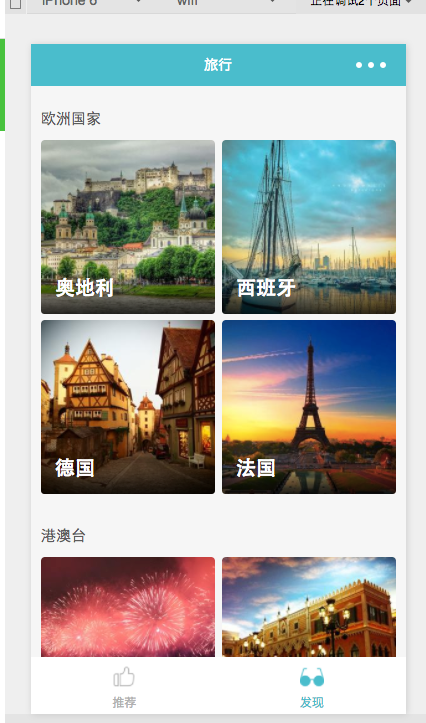 iPhone 6 wifi 正在调试2个页面
旅行
欧洲国家
奥地利 西班牙
德国 法国
港澳台
推荐 发现